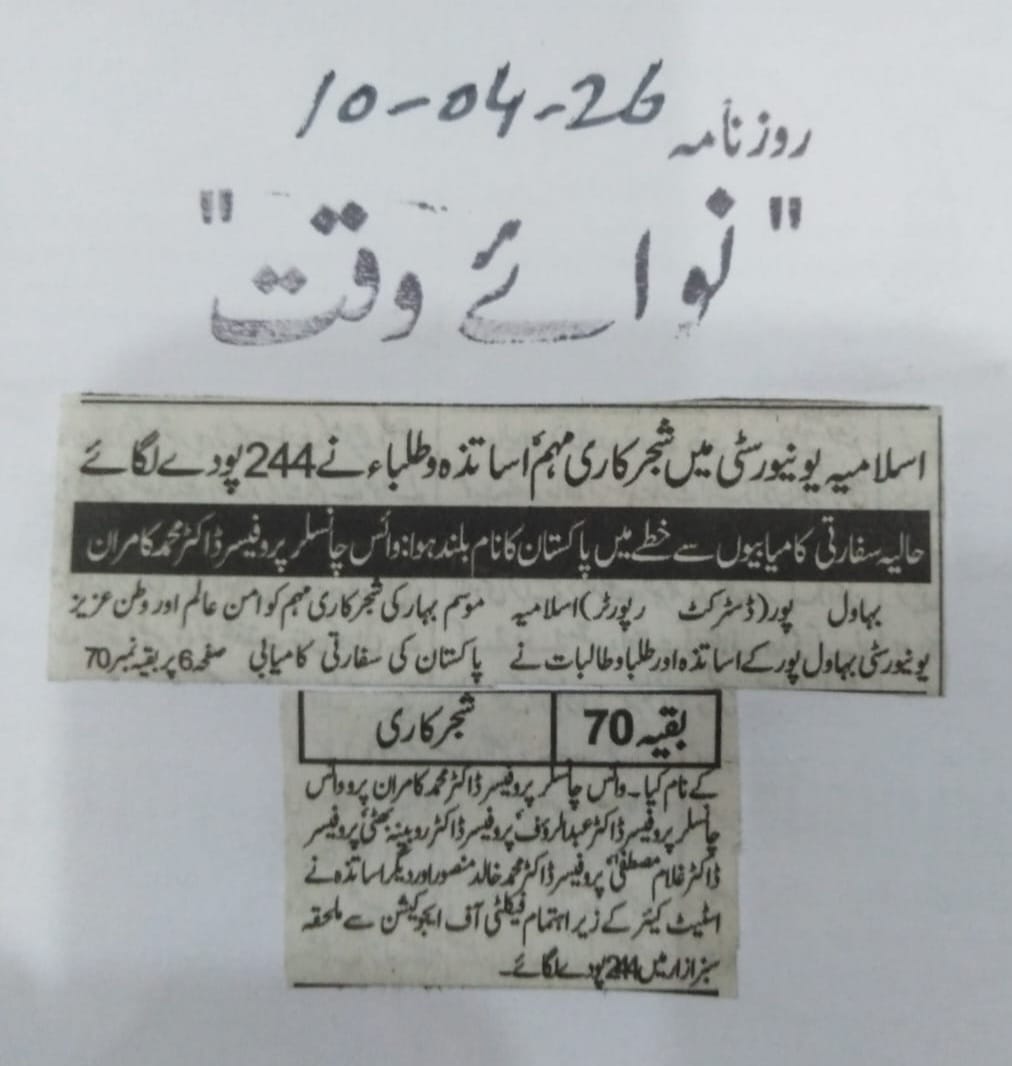 10-04-26
روزنامہ
"نوائے وقت"
اسلامیہ یونیورسٹی میں شجرکاری مہم‘ اساتذہ و طلباء نے 244 پودے لگائے
حالیہ سفارتی کامیابیوں سے خطے میں پاکستان کا نام بلند ہوا: وائس چانسلر پروفیسر ڈاکٹر محمد کامران
بہاول پور (ڈسٹرکٹ رپورٹر) اسلامیہ
یونیورسٹی بہاول پور کے اساتذہ اور طلبا و طالبات نے
موسم بہار کی شجرکاری مہم کو امن عالم اور وطن عزیز
پاکستان کی سفارتی کامیابی صفحہ 6 پر بقیہ نمبر 70
بقیہ 70
شجرکاری
کے نام کیا۔ وائس چانسلر پروفیسر ڈاکٹر محمد کامران پرو وائس
چانسلر پروفیسر ڈاکٹر عبدالرؤف‘ پروفیسر ڈاکٹر روبینہ بھٹی‘ پروفیسر
ڈاکٹر غلام مصطفیٰ‘ پروفیسر ڈاکٹر محمد خالد منصور اور دیگر اساتذہ نے
اسٹیٹ کیئر کے زیر اہتمام فیکلٹی آف ایجوکیشن سے ملحقہ
سبزازار میں 244 پودے لگائے۔